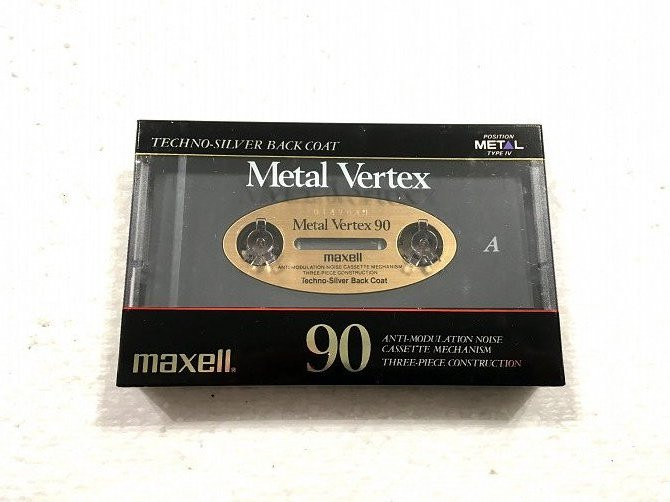 TECHNO-SILVER BACK COAT
POSITION
METAL
TYPE IV
Metal Vertex
Metal Vertex 90
maxell
ANTI-MODULATION NOISE CASSETTE MECHANISM
THREE-PIECE CONSTRUCTION
Techno-Silver Back Coat
A
maxell®
90
ANTI-MODULATION NOISE
CASSETTE MECHANISM
THREE-PIECE CONSTRUCTION